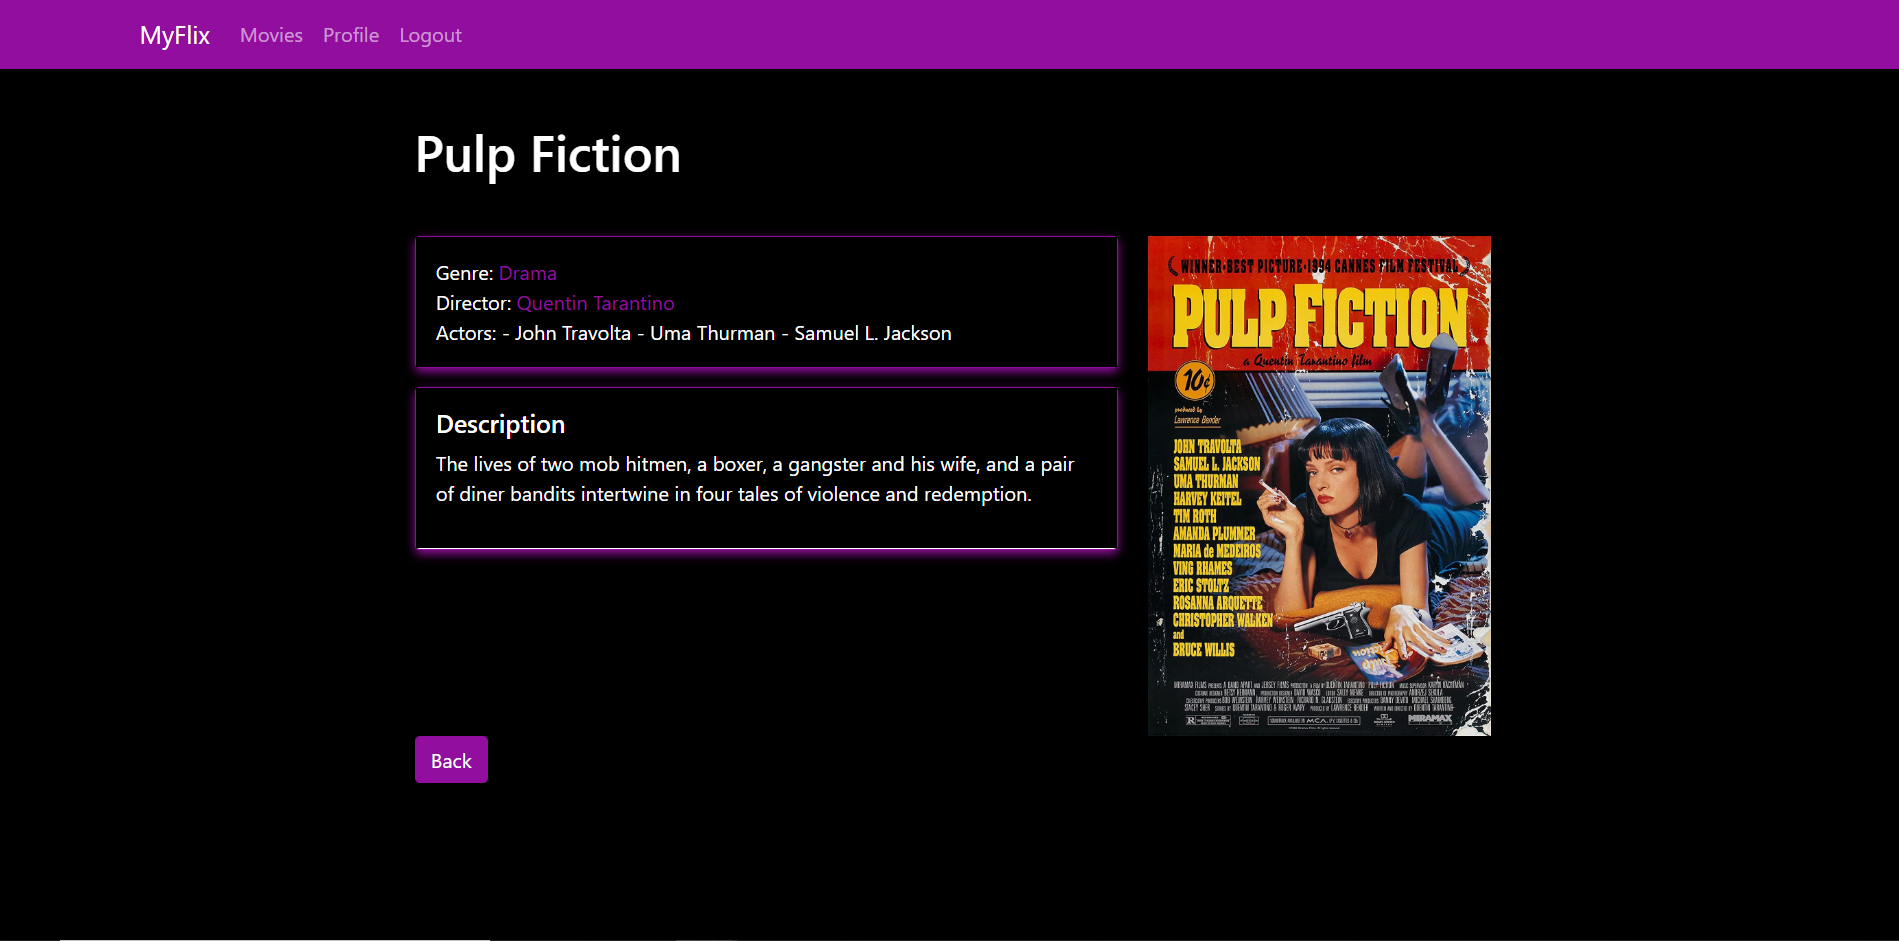 MyFlix Movies Profile Logout
Pulp Fiction
Genre: Drama
Director: Quentin Tarantino
Actors: - John Travolta - Uma Thurman - Samuel L. Jackson
Description
The lives of two mob hitmen, a boxer, a gangster and his wife, and a pair
of diner bandits intertwine in four tales of violence and redemption.
Back
WINNER·BEST PICTURE·1994 CANNES FILM FESTIVAL
PULP FICTION
a Quentin Tarantino film
10¢
produced by
Lawrence Bender
JOHN TRAVOLTA
SAMUEL L. JACKSON
UMA THURMAN
HARVEY KEITEL
TIM ROTH
AMANDA PLUMMER
MARIA de MEDEIROS
VING RHAMES
ERIC STOLTZ
ROSANNA ARQUETTE
CHRISTOPHER WALKEN
and
BRUCE WILLIS
R
MCA
MIRAMAX